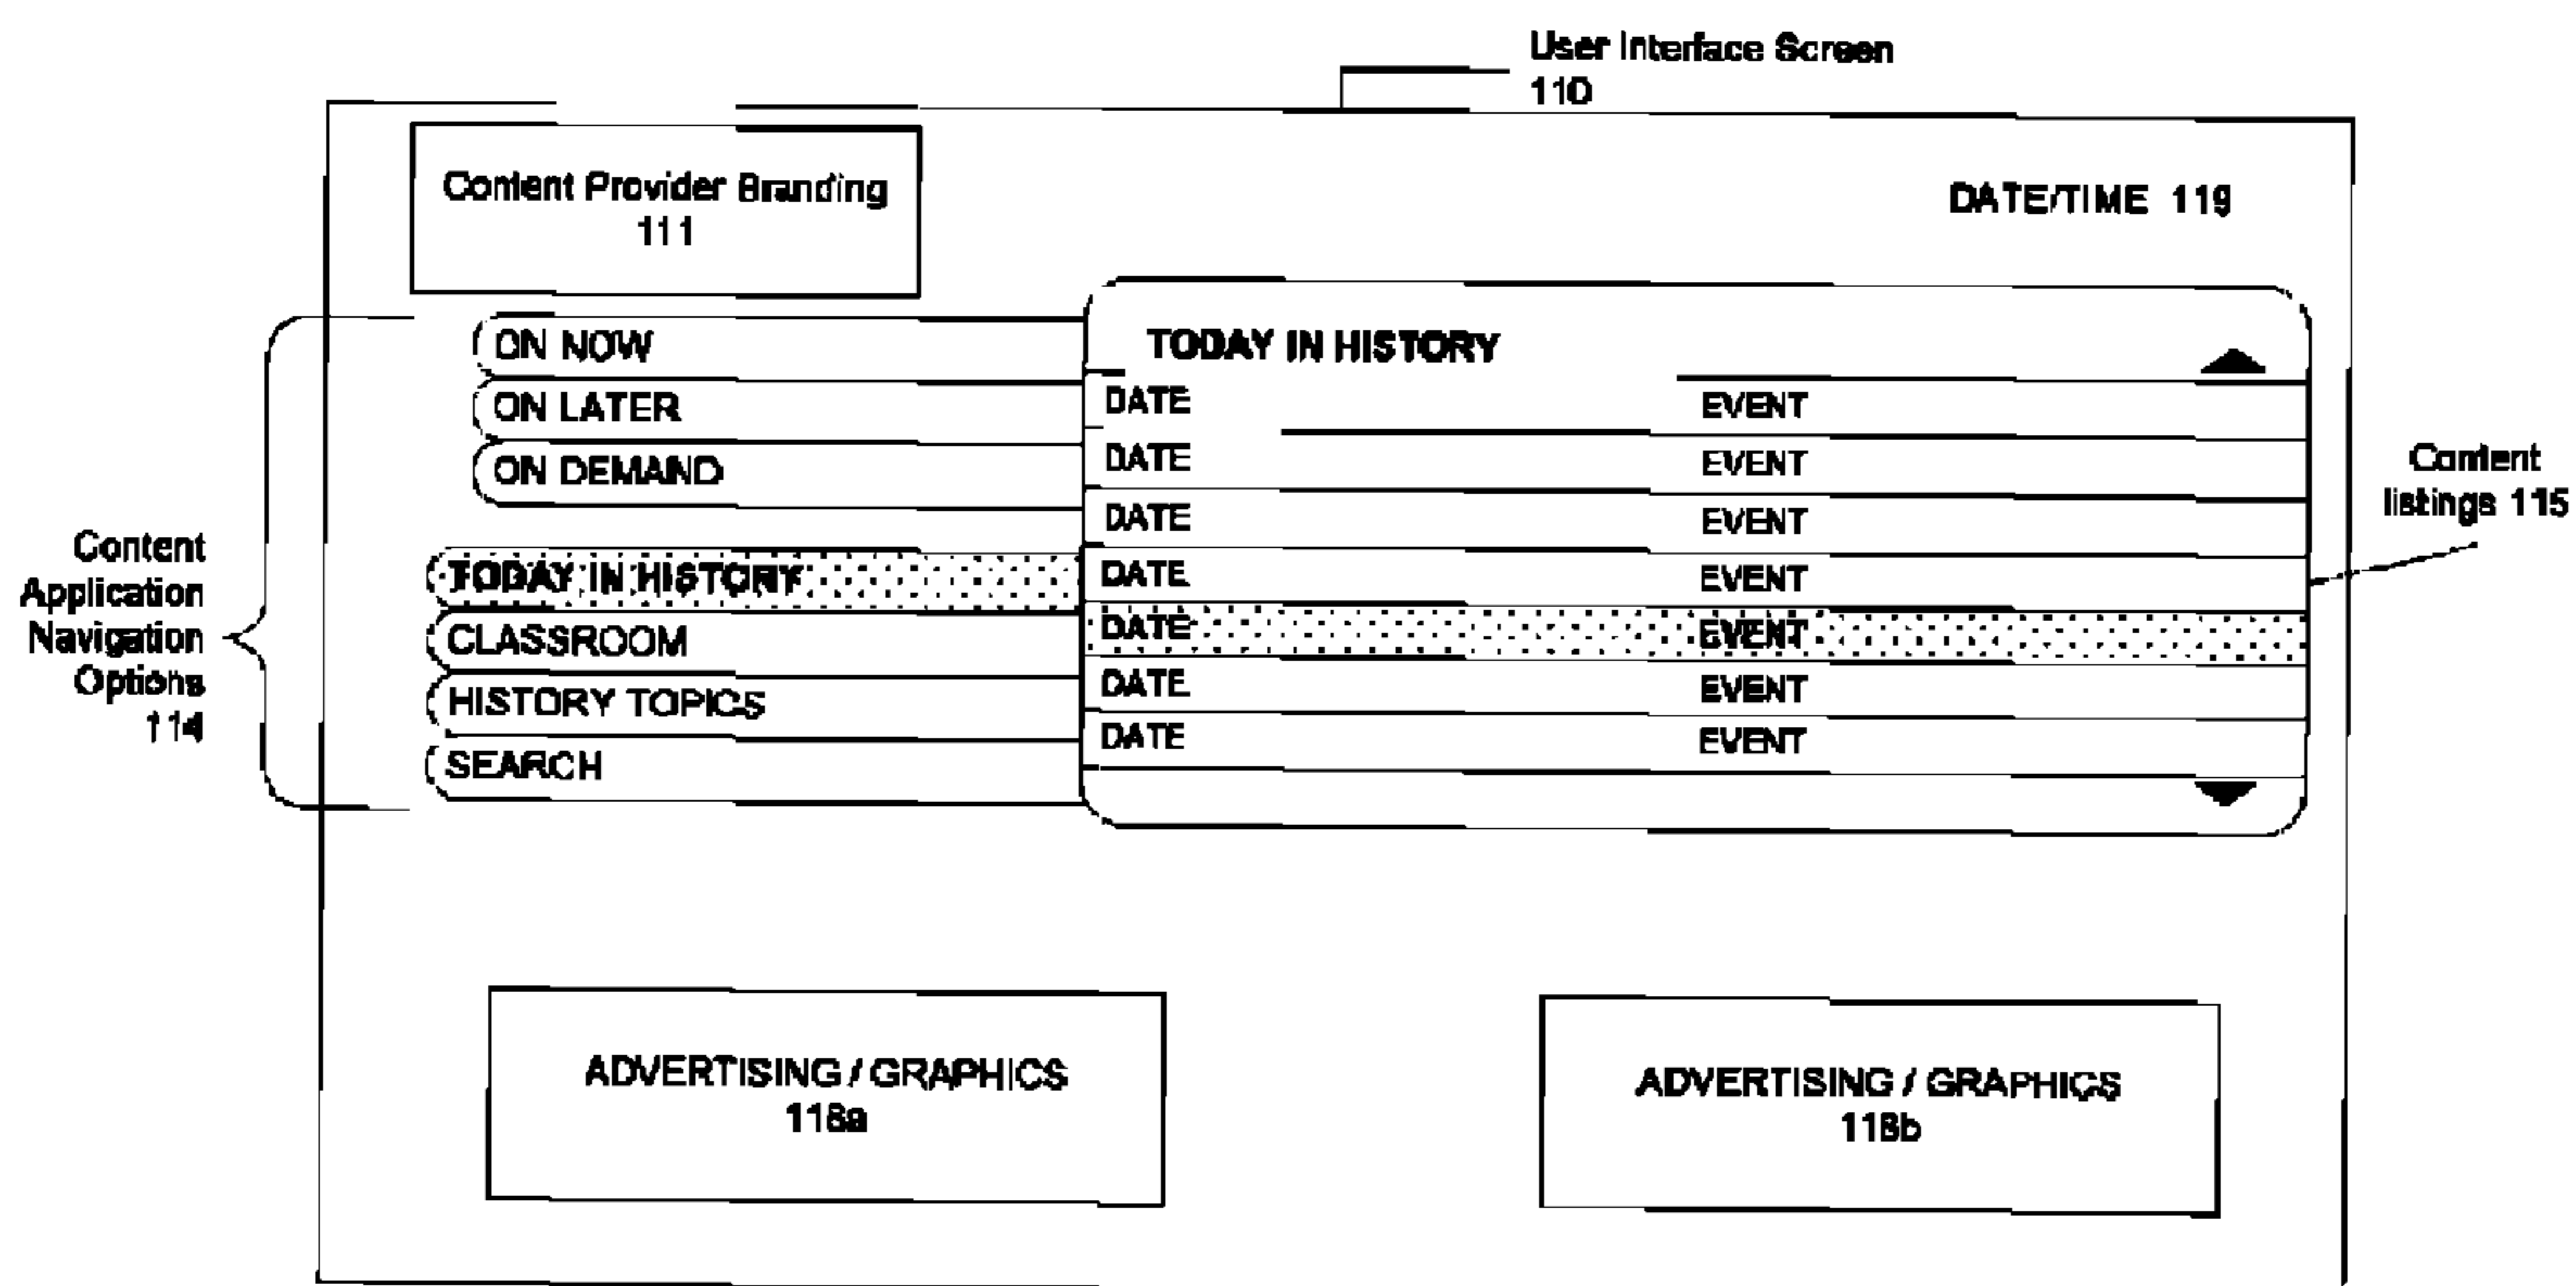 User Interface Screen
110
Content Provider Branding
111
DATE/TIME 119
ON NOW
ON LATER
ON DEMAND
TODAY IN HISTORY
CLASSROOM
HISTORY TOPICS
SEARCH
Content
Application
Navigation
Options
114
TODAY IN HISTORY
DATE EVENT
DATE EVENT
DATE EVENT
DATE EVENT
DATE EVENT
DATE EVENT
DATE EVENT
Content
listings 115
ADVERTISING / GRAPHICS
118a
ADVERTISING / GRAPHICS
118b